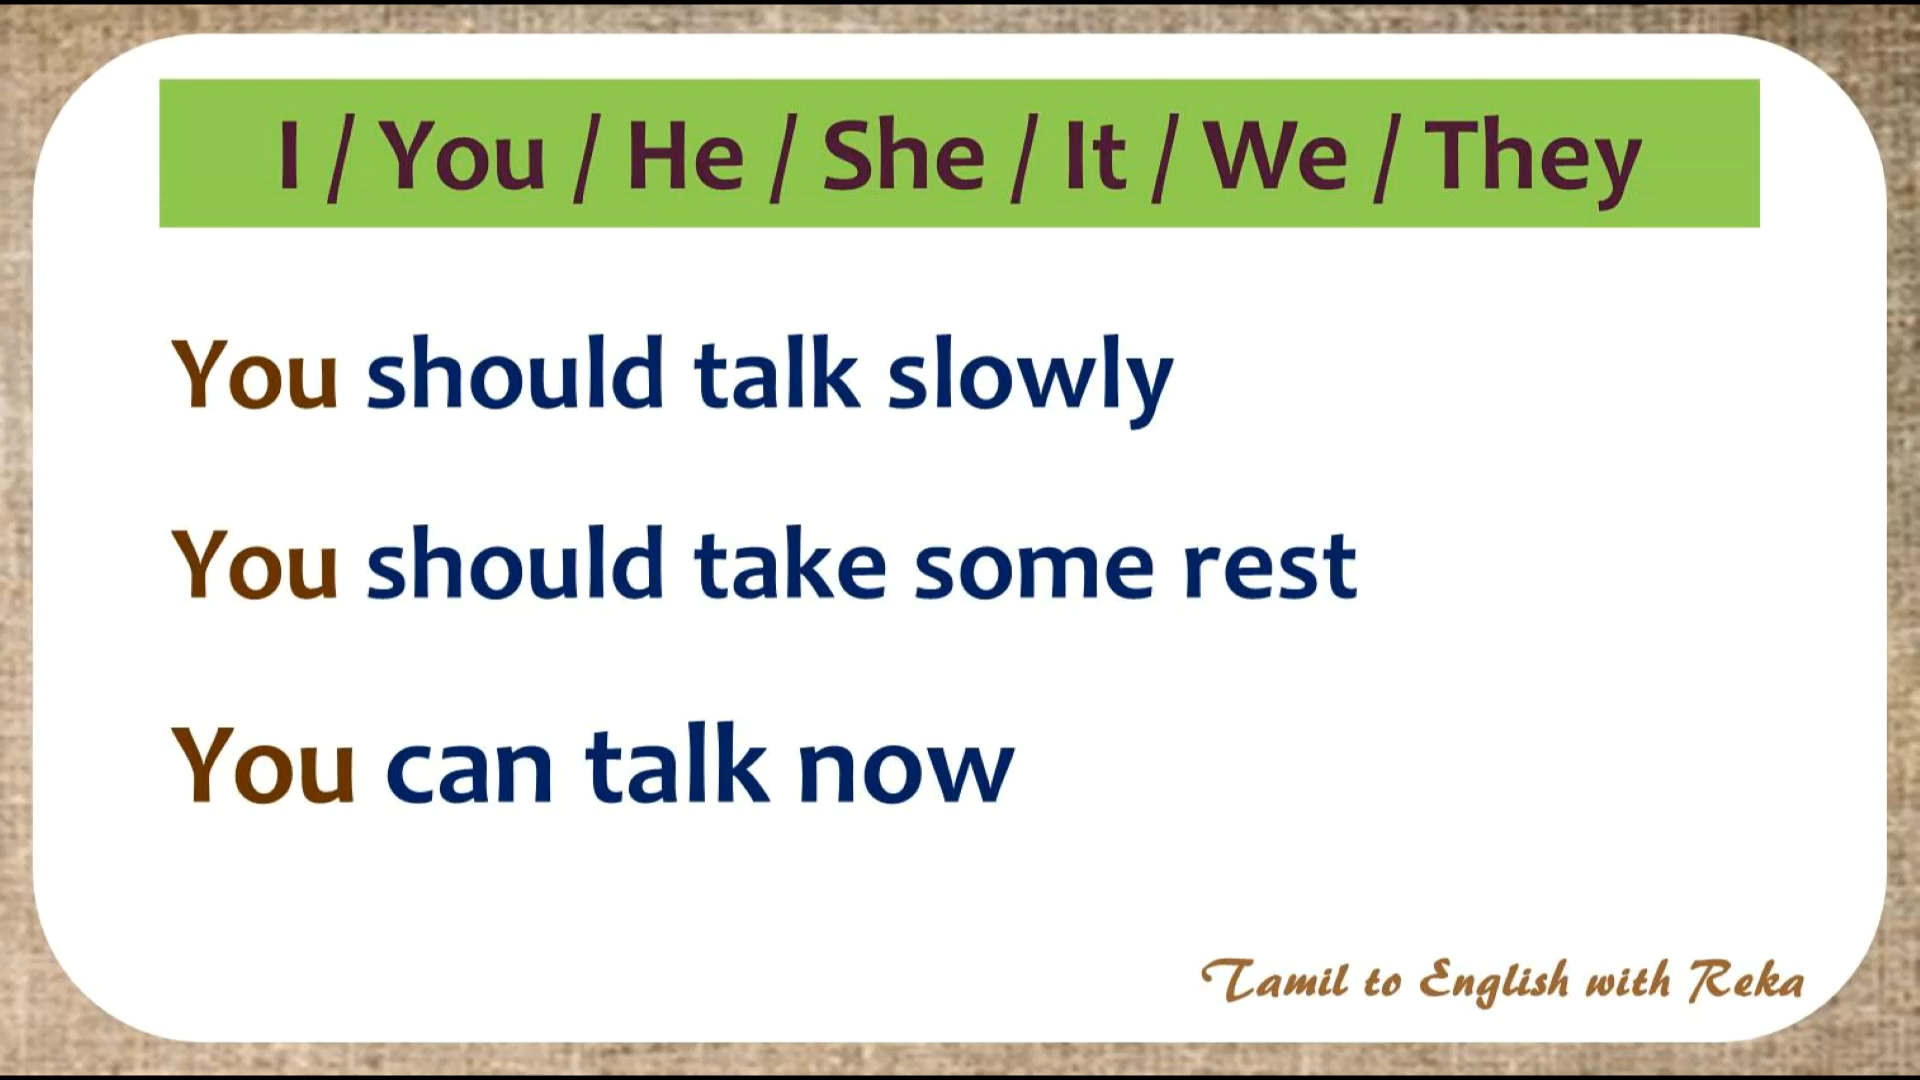 I / You / He / She / It / We / They
You should talk slowly
You should take some rest
You can talk now
Tamil to English with Reka